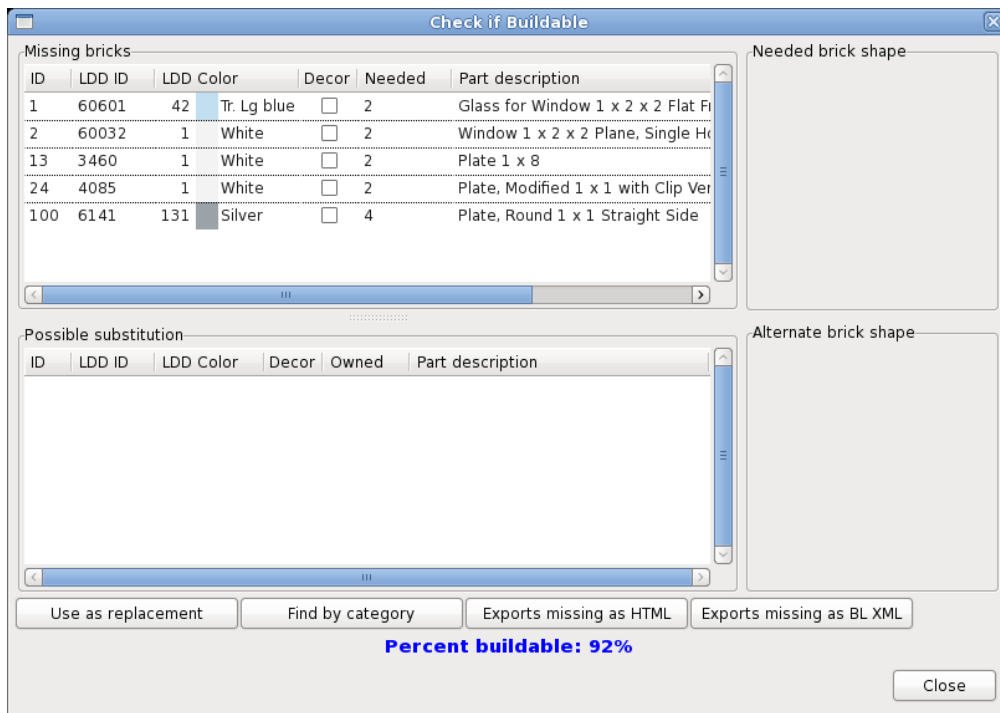 Check if Buildable
Missing bricks
ID LDD ID LDD Color Decor Needed Part description
1 60601 42 Tr. Lg blue 2 Glass for Window 1 x 2 x 2 Flat
2 60032 1 White 2 Window 1 x 2 x 2 Plane, Single
13 3460 1 White 2 Plate 1 x 8
24 4085 1 White 2 Plate, Modified 1 x 1 with Clip
100 6141 131 Silver 4 Plate, Round 1 x 1 Straight Side
Needed brick shape
Possible substitution
ID LDD ID LDD Color Decor Owned Part description
Alternate brick shape
Use as replacement Find by category Exports missing as HTML Exports missing as BL XML
Percent buildable: 92%
Close